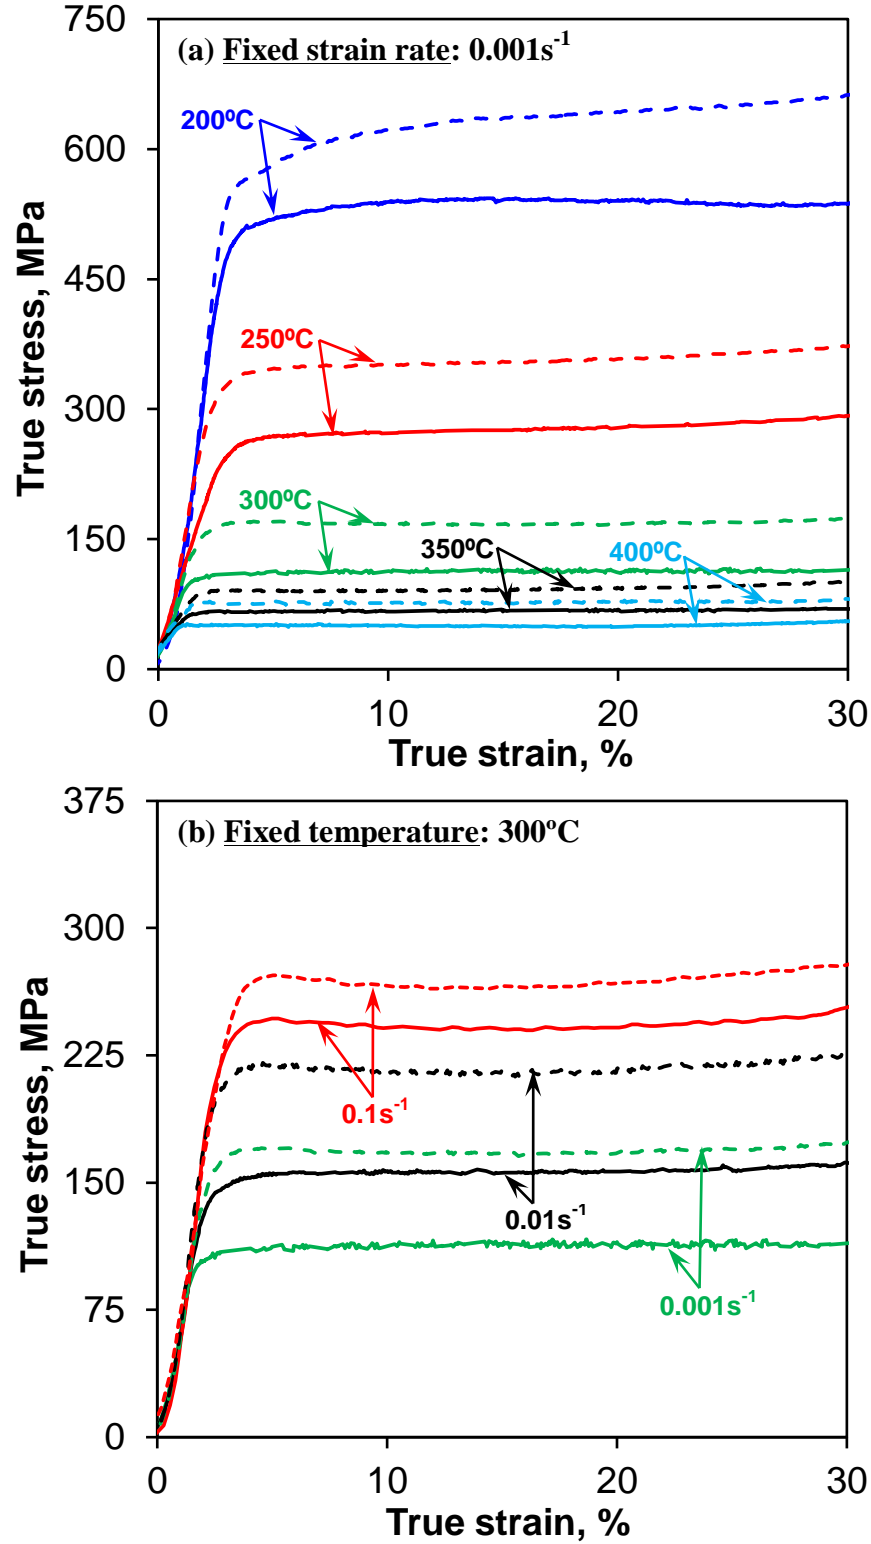 750
(a) Fixed strain rate: 0.001s⁻¹
200ºC
600
450
True stress, MPa
250ºC
300
300ºC
150
350ºC
400ºC
0
0 10 20 30
True strain, %
375
(b) Fixed temperature: 300ºC
300
True stress, MPa
225
0.1s⁻¹
150
0.01s⁻¹
0.001s⁻¹
75
0
0 10 20 30
True strain, %